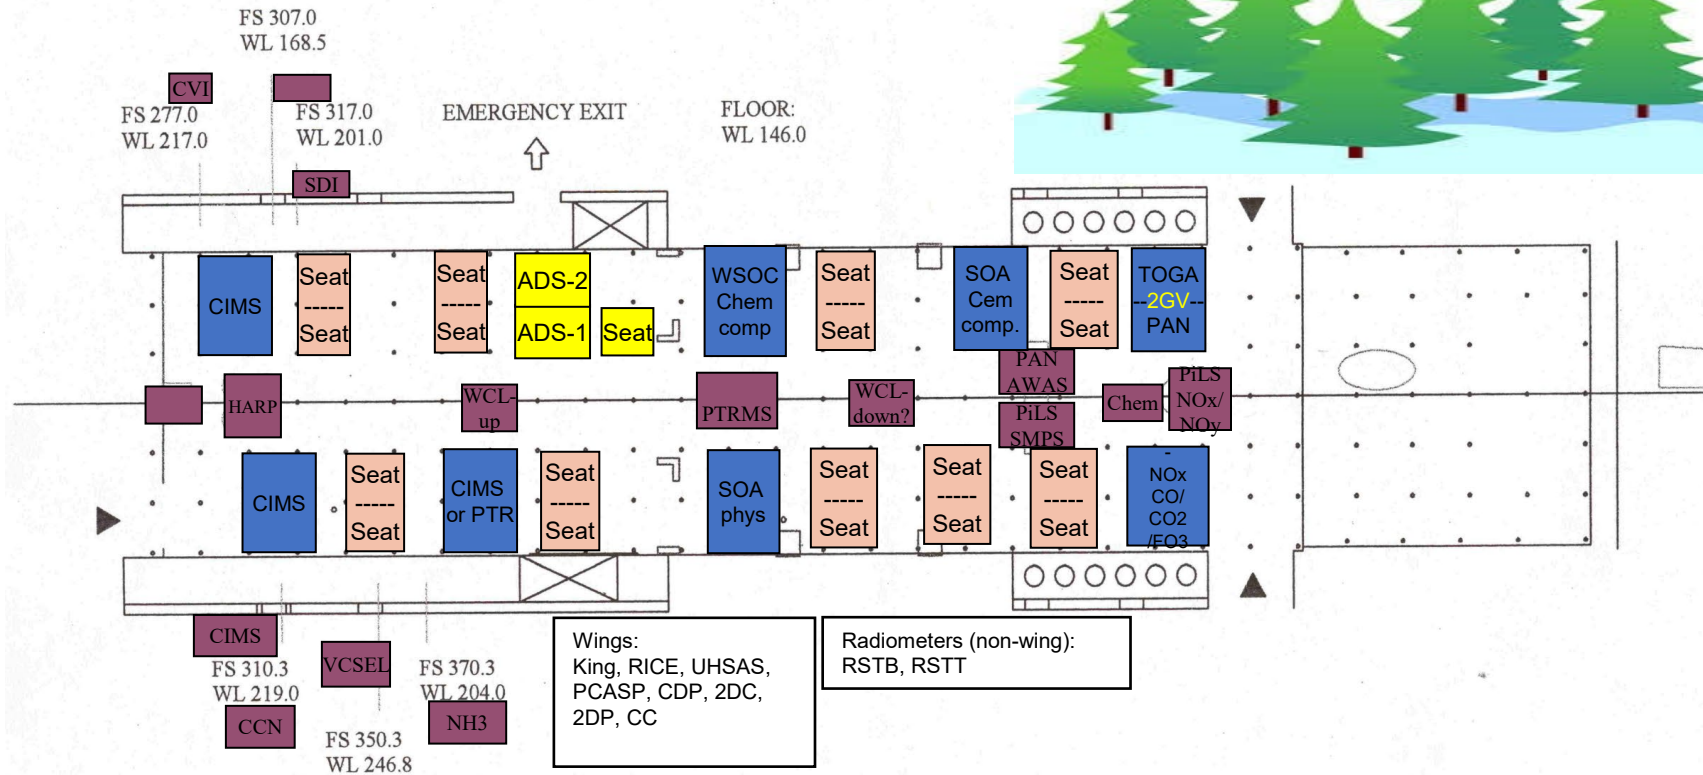 FS 307.0
WL 168.5
CVI
FS 277.0
WL 217.0
FS 317.0
WL 201.0
EMERGENCY EXIT
FLOOR:
WL 146.0
SDI
CIMS
Seat
-----
Seat
Seat
-----
Seat
ADS-2
ADS-1
Seat
WSOC
Chem
comp
Seat
-----
Seat
SOA
Cem
comp.
Seat
-----
Seat
TOGA
--2GV--
PAN
HARP
WCL-
up
PTRMS
WCL-
down?
PAN
AWAS
PiLS
SMPS
Chem
PiLS
NOx/
NOy
CIMS
Seat
-----
Seat
CIMS
or PTR
Seat
-----
Seat
SOA
phys
Seat
-----
Seat
Seat
-----
Seat
Seat
-----
Seat
-
NOx
CO/
CO2
/FO3
CIMS
FS 310.3
WL 219.0
CCN
VCSEL
FS 350.3
WL 246.8
FS 370.3
WL 204.0
NH3
Wings:
King, RICE, UHSAS,
PCASP, CDP, 2DC,
2DP, CC
Radiometers (non-wing):
RSTB, RSTT